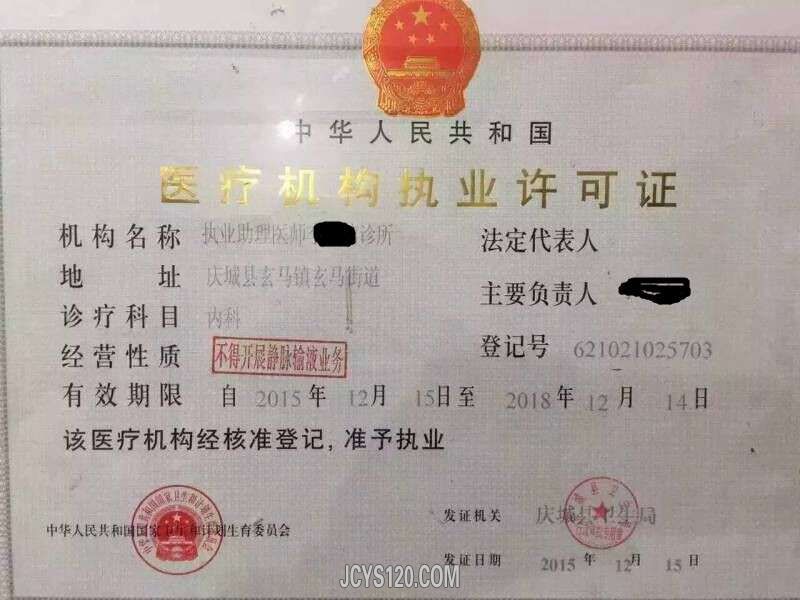 中华人民共和国
医疗机构执业许可证
机构名称 执业助理医师 诊所
法定代表人
地 址 庆城县玄马镇玄马街道
主要负责人
诊疗科目 内科
经营性质 不得开展静脉输液业务
登记号 621021025703
有效期限 自 2015 年 12月 15日至 2018 年 12 月 14日
该医疗机构经核准登记,准予执业
中华人民共和国国家卫生和计划生育委员会
发证机关 庆城县卫生局
发证日期 2015 年 12 月 15 日
JCYS120.COM